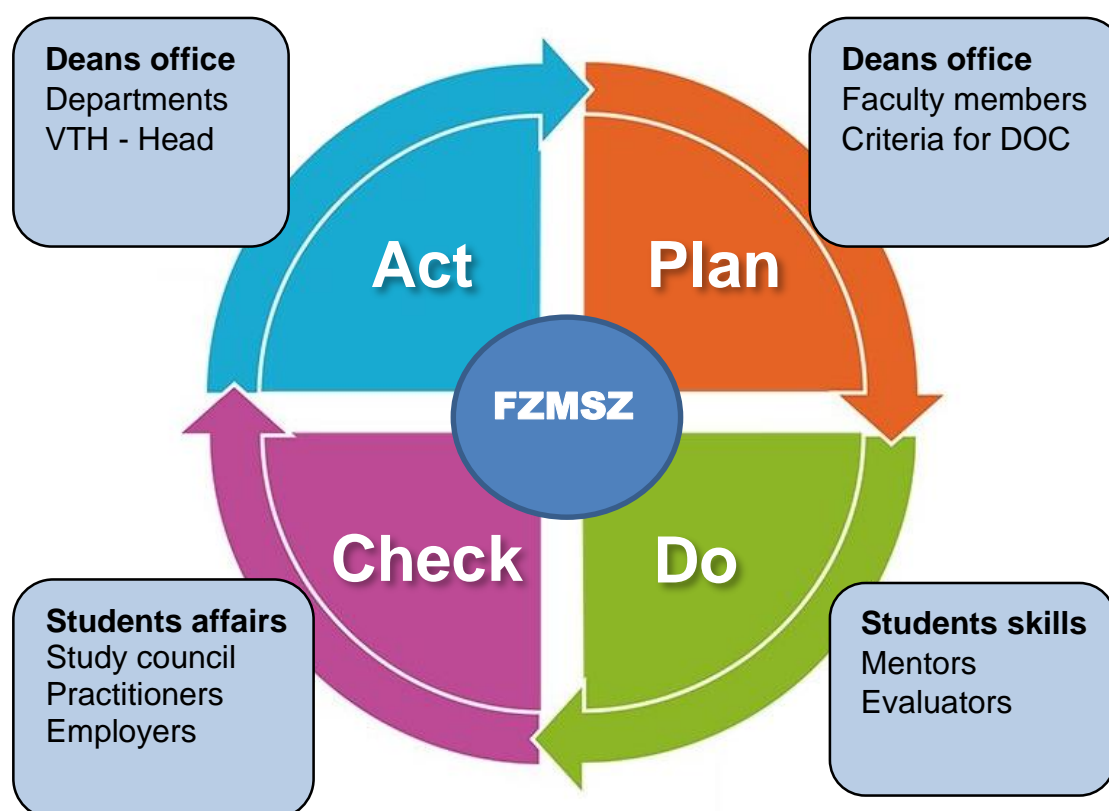 Deans office
Departments
VTH - Head
Deans office
Faculty members
Criteria for DOC
Act
Plan
FZMSZ
Check
Do
Students affairs
Study council
Practitioners
Employers
Students skills
Mentors
Evaluators